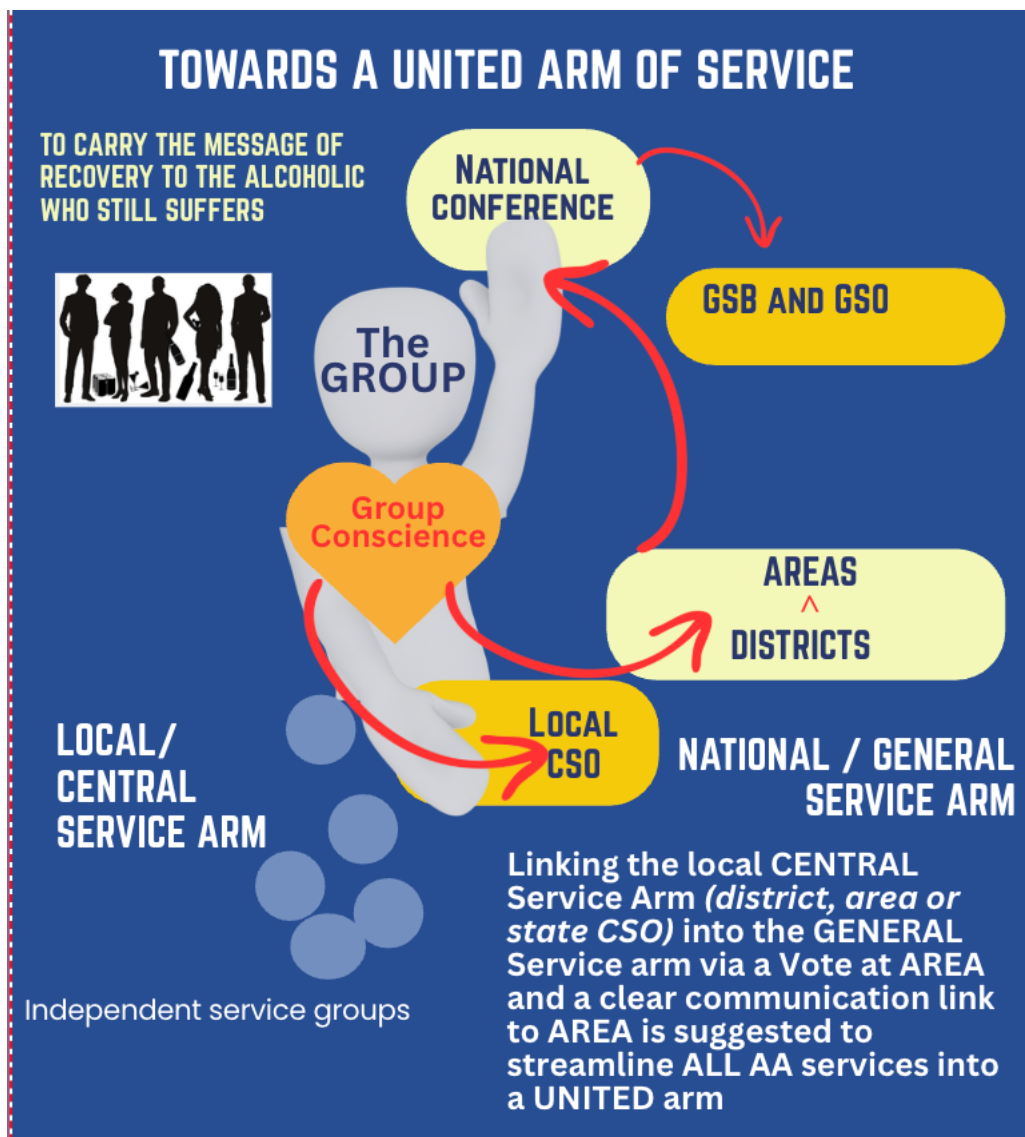 TOWARDS A UNITED ARM OF SERVICE
TO CARRY THE MESSAGE OF
RECOVERY TO THE ALCOHOLIC
WHO STILL SUFFERS
NATIONAL
CONFERENCE
GSB AND GSO
The
GROUP
Group
Conscience
AREAS
^
DISTRICTS
LOCAL
CSO
LOCAL/
CENTRAL
SERVICE ARM
NATIONAL / GENERAL
SERVICE ARM
Linking the local CENTRAL
Service Arm (district, area or
state CSO) into the GENERAL
Service arm via a Vote at AREA
and a clear communication link
to AREA is suggested to
streamline ALL AA services into
a UNITED arm
Independent service groups